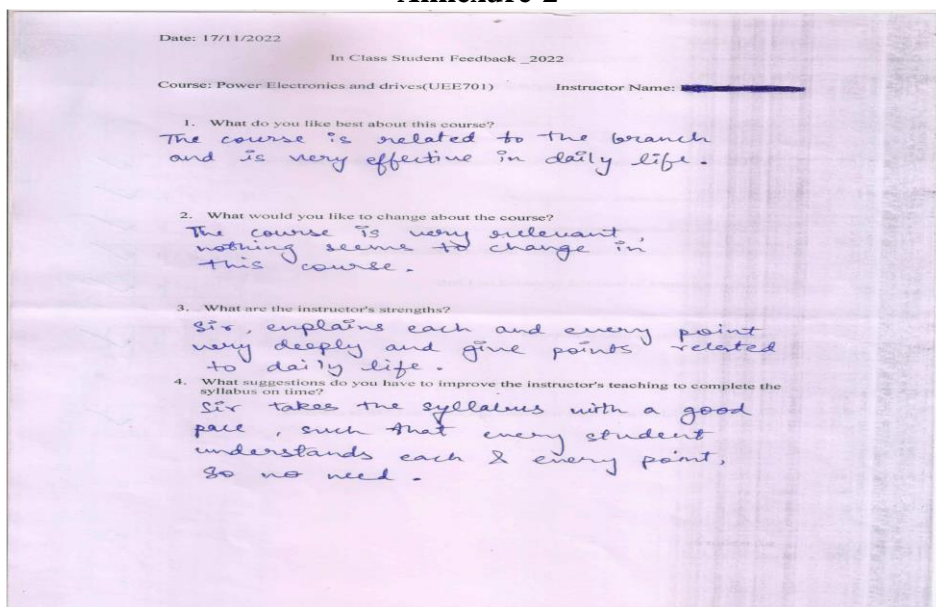 Annexure-2
Date: 17/11/2022
In Class Student Feedback _2022
Course: Power Electronics and drives(UEE701) Instructor Name:
1. What do you like best about this course?
The course is related to the branch
and is very effective in daily life.
2. What would you like to change about the course?
The course is very relevant
nothing seems to change in
this course.
3. What are the instructor's strengths?
Sir, explains each and every point
very deeply and give points related
to daily life.
4. What suggestions do you have to improve the instructor's teaching to complete the
syllabus on time?
Sir takes the syllabus with a good
pace, such that every student
understands each & every point,
so no need.